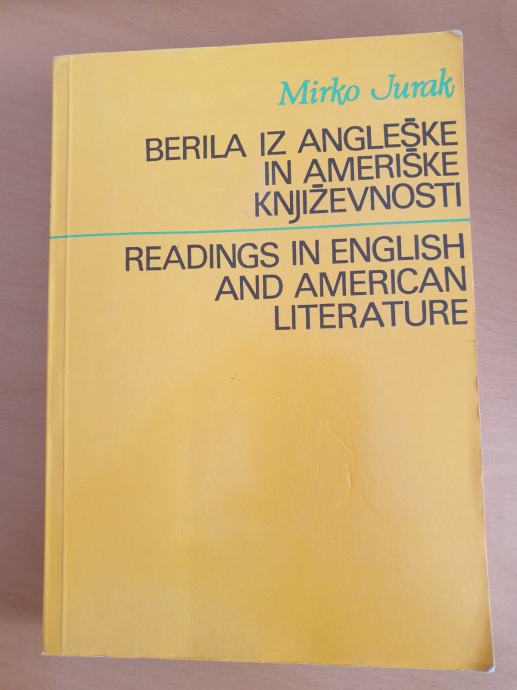 Mirko Jurak
BERILA IZ ANGLEŠKE
IN AMERIŠKE
KNJIŽEVNOSTI
READINGS IN ENGLISH
AND AMERICAN
LITERATURE